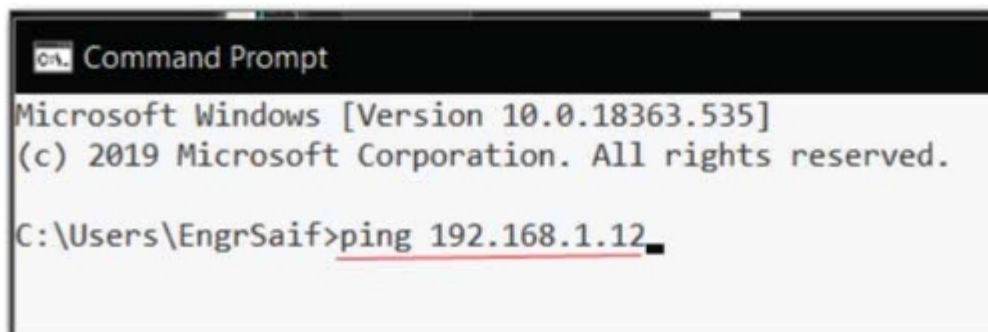 Command Prompt
Microsoft Windows [Version 10.0.18363.535]
(c) 2019 Microsoft Corporation. All rights reserved.
C:\Users\EngrSaif>ping 192.168.1.12